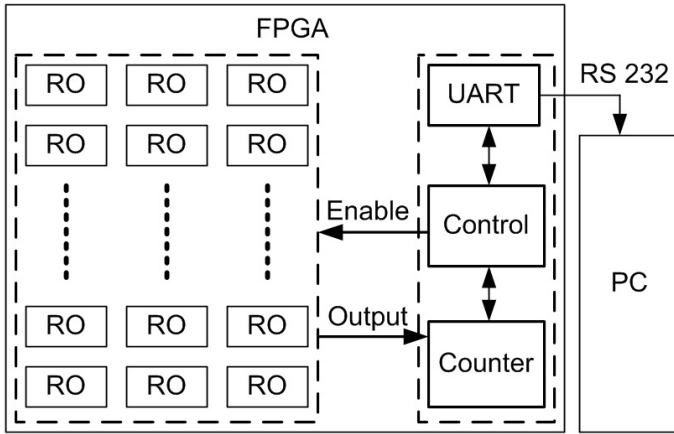 FPGA
RO RO RO
RO RO RO
RO RO RO
RO RO RO
Enable
Output
UART
Control
Counter
RS 232
PC